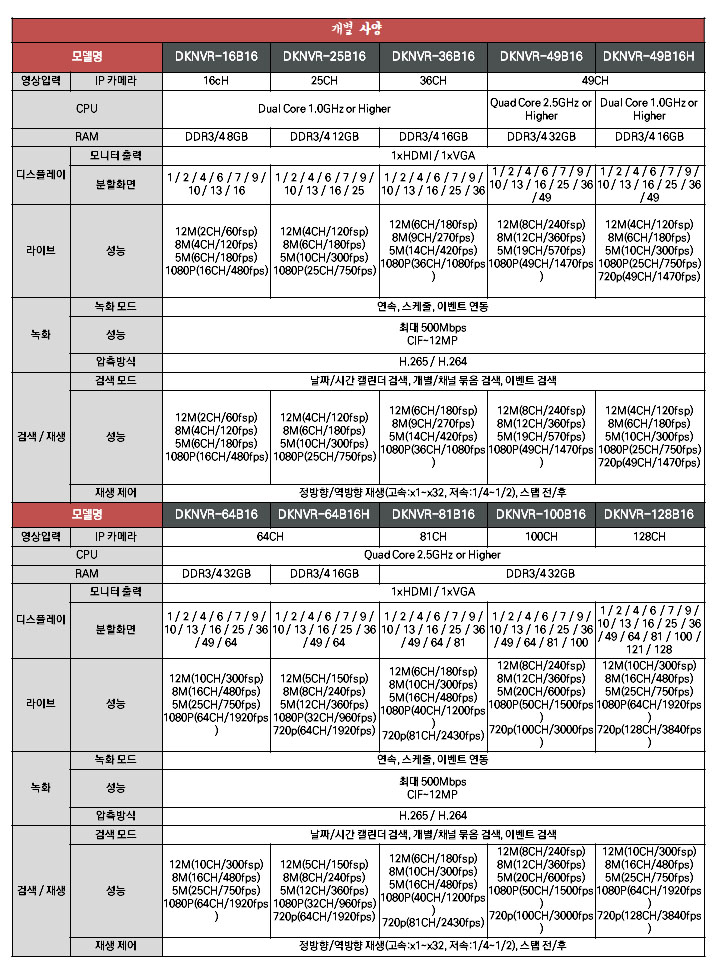 개별 사양
모델명 DKNVR-16B16 DKNVR-25B16 DKNVR-36B16 DKNVR-49B16 DKNVR-49B16H
영상입력 IP 카메라 16cH 25CH 36CH 49CH
CPU Dual Core 1.0GHz or Higher Quad Core 2.5GHz or Higher Dual Core 1.0GHz or Higher
RAM DDR3/4 8GB DDR3/4 12GB DDR3/4 16GB DDR3/4 32GB DDR3/4 16GB
디스플레이 모니터 출력 1xHDMI / 1xVGA
분할화면
1 / 2 / 4 / 6 / 7 / 9 /
10 / 13 / 16
1 / 2 / 4 / 6 / 7 / 9 /
10 / 13 / 16 / 25
1 / 2 / 4 / 6 / 7 / 9 /
10 / 13 / 16 / 25 / 36
1 / 2 / 4 / 6 / 7 / 9 /
10 / 13 / 16 / 25 / 36
/ 49
1 / 2 / 4 / 6 / 7 / 9 /
10 / 13 / 16 / 25 / 36
/ 49
라이브 성능
12M(2CH/60fsp)
8M(4CH/120fps)
5M(6CH/180fps)
1080P(16CH/480fps)
12M(4CH/120fsp)
8M(6CH/180fps)
5M(10CH/300fps)
1080P(25CH/750fps)
12M(6CH/180fsp)
8M(9CH/270fps)
5M(14CH/420fps)
1080P(36CH/1080fps
)
12M(8CH/240fsp)
8M(12CH/360fps)
5M(19CH/570fps)
1080P(49CH/1470fps
)
12M(4CH/120fsp)
8M(6CH/180fps)
5M(10CH/300fps)
1080P(25CH/750fps)
720p(49CH/1470fps)
녹화 녹화 모드 연속, 스케줄, 이벤트 연동
성능 최대 500Mbps
CIF~12MP
압축방식 H.265 / H.264
검색 / 재생 검색 모드 날짜/시간 캘린더 검색, 개별/채널 묶음 검색, 이벤트 검색
성능
12M(2CH/60fsp)
8M(4CH/120fps)
5M(6CH/180fps)
1080P(16CH/480fps)
12M(4CH/120fsp)
8M(6CH/180fps)
5M(10CH/300fps)
1080P(25CH/750fps)
12M(6CH/180fsp)
8M(9CH/270fps)
5M(14CH/420fps)
1080P(36CH/1080fps
)
12M(8CH/240fsp)
8M(12CH/360fps)
5M(19CH/570fps)
1080P(49CH/1470fps
)
12M(4CH/120fsp)
8M(6CH/180fps)
5M(10CH/300fps)
1080P(25CH/750fps)
720p(49CH/1470fps)
재생 제어 정방향/역방향 재생(고속:x1~x32, 저속:1/4~1/2), 스탭 전/후
모델명 DKNVR-64B16 DKNVR-64B16H DKNVR-81B16 DKNVR-100B16 DKNVR-128B16
영상입력 IP 카메라 64CH 81CH 100CH 128CH
CPU Quad Core 2.5GHz or Higher
RAM DDR3/4 32GB DDR3/4 16GB DDR3/4 32GB
디스플레이 모니터 출력 1xHDMI / 1xVGA
분할화면
1 / 2 / 4 / 6 / 7 / 9 /
10 / 13 / 16 / 25 / 36
/ 49 / 64
1 / 2 / 4 / 6 / 7 / 9 /
10 / 13 / 16 / 25 / 36
/ 49 / 64
1 / 2 / 4 / 6 / 7 / 9 /
10 / 13 / 16 / 25 / 36
/ 49 / 64 / 81
1 / 2 / 4 / 6 / 7 / 9 /
10 / 13 / 16 / 25 / 36
/ 49 / 64 / 81 / 100
1 / 2 / 4 / 6 / 7 / 9 /
10 / 13 / 16 / 25 / 36
/ 49 / 64 / 81 / 100 /
121 / 128
라이브 성능
12M(10CH/300fsp)
8M(16CH/480fps)
5M(25CH/750fps)
1080P(64CH/1920fps
)
12M(5CH/150fsp)
8M(8CH/240fps)
5M(12CH/360fps)
1080P(32CH/960fps)
720p(64CH/1920fps)
12M(6CH/180fsp)
8M(10CH/300fps)
5M(16CH/480fps)
1080P(40CH/1200fps
)
720p(81CH/2430fps)
12M(8CH/240fsp)
8M(12CH/360fps)
5M(20CH/600fps)
1080P(50CH/1500fps
)
720p(100CH/3000fps
)
12M(10CH/300fsp)
8M(16CH/480fps)
5M(25CH/750fps)
1080P(64CH/1920fps
)
720p(128CH/3840fps
)
녹화 녹화 모드 연속, 스케줄, 이벤트 연동
성능 최대 500Mbps
CIF~12MP
압축방식 H.265 / H.264
검색 / 재생 검색 모드 날짜/시간 캘린더 검색, 개별/채널 묶음 검색, 이벤트 검색
성능
12M(10CH/300fsp)
8M(16CH/480fps)
5M(25CH/750fps)
1080P(64CH/1920fps
)
12M(5CH/150fsp)
8M(8CH/240fps)
5M(12CH/360fps)
1080P(32CH/960fps)
720p(64CH/1920fps)
12M(6CH/180fsp)
8M(10CH/300fps)
5M(16CH/480fps)
1080P(40CH/1200fps
)
720p(81CH/2430fps)
12M(8CH/240fsp)
8M(12CH/360fps)
5M(20CH/600fps)
1080P(50CH/1500fps
)
720p(100CH/3000fps
)
12M(10CH/300fsp)
8M(16CH/480fps)
5M(25CH/750fps)
1080P(64CH/1920fps
)
720p(128CH/3840fps
)
재생 제어 정방향/역방향 재생(고속:x1~x32, 저속:1/4~1/2), 스탭 전/후